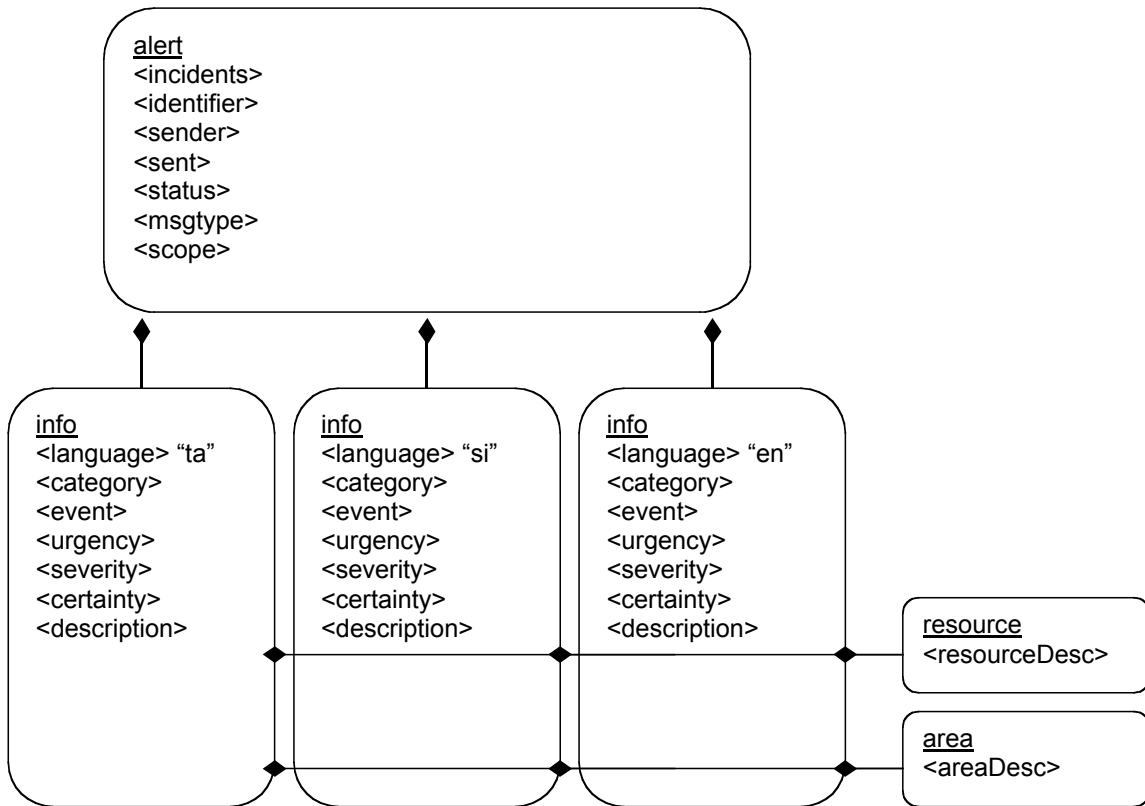 alert
<incidents>
<identifier>
<sender>
<sent>
<status>
<msgtype>
<scope>
info
<language> “ta”
<category>
<event>
<urgency>
<severity>
<certainty>
<description>
info
<language> “si”
<category>
<event>
<urgency>
<severity>
<certainty>
<description>
info
<language> “en”
<category>
<event>
<urgency>
<severity>
<certainty>
<description>
resource
<resourceDesc>
area
<areaDesc>